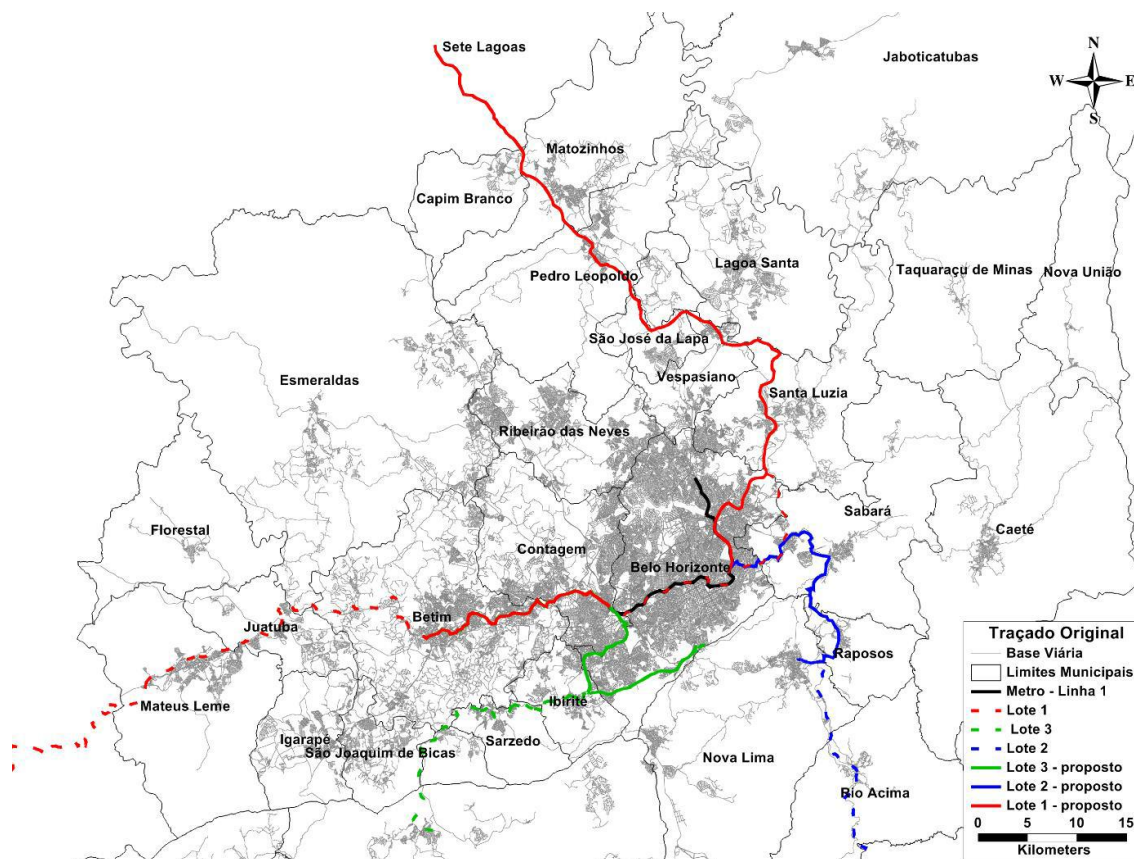 Sete Lagoas
Jaboticatubas
N
W
E
S
Matozinhos
Capim Branco
Lagoa Santa
Pedro Leopoldo
Taquaraçu de Minas
Nova União
São José da Lapa
Vespasiano
Esmeraldas
Santa Luzia
Ribeirão das Neves
Florestal
Sabará
Caeté
Contagem
Belo Horizonte
Betim
Juatuba
Raposos
Mateus Leme
Ibirité
Igarapé
São Joaquim de Bicas
Sarzedo
Nova Lima
Rio Acima
Traçado Original
Base Viária
Limites Municipais
Metro - Linha 1
Lote 1
Lote 3
Lote 2
Lote 3 - proposto
Lote 2 - proposto
Lote 1 - proposto
0 5 10 15
Kilometers